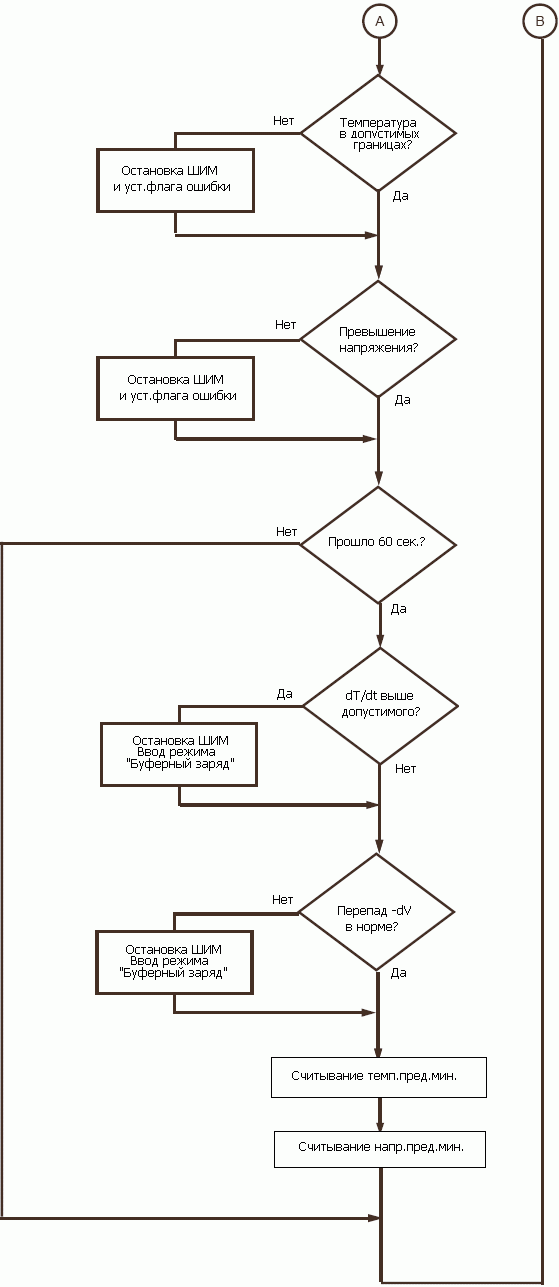 A
B
Нет
Температура
в допустимых
границах?
Остановка ШИМ
и уст.флага ошибки
Да
Нет
Превышение
напряжения?
Остановка ШИМ
и уст.флага ошибки
Да
Нет
Прошло 60 сек.?
Да
Да
dT/dt выше
допустимого?
Остановка ШИМ
Ввод режима
"Буферный заряд"
Нет
Нет
Перепад -dV
в норме?
Остановка ШИМ
Ввод режима
"Буферный заряд"
Да
Считывание темп.пред.мин.
Считывание напр.пред.мин.